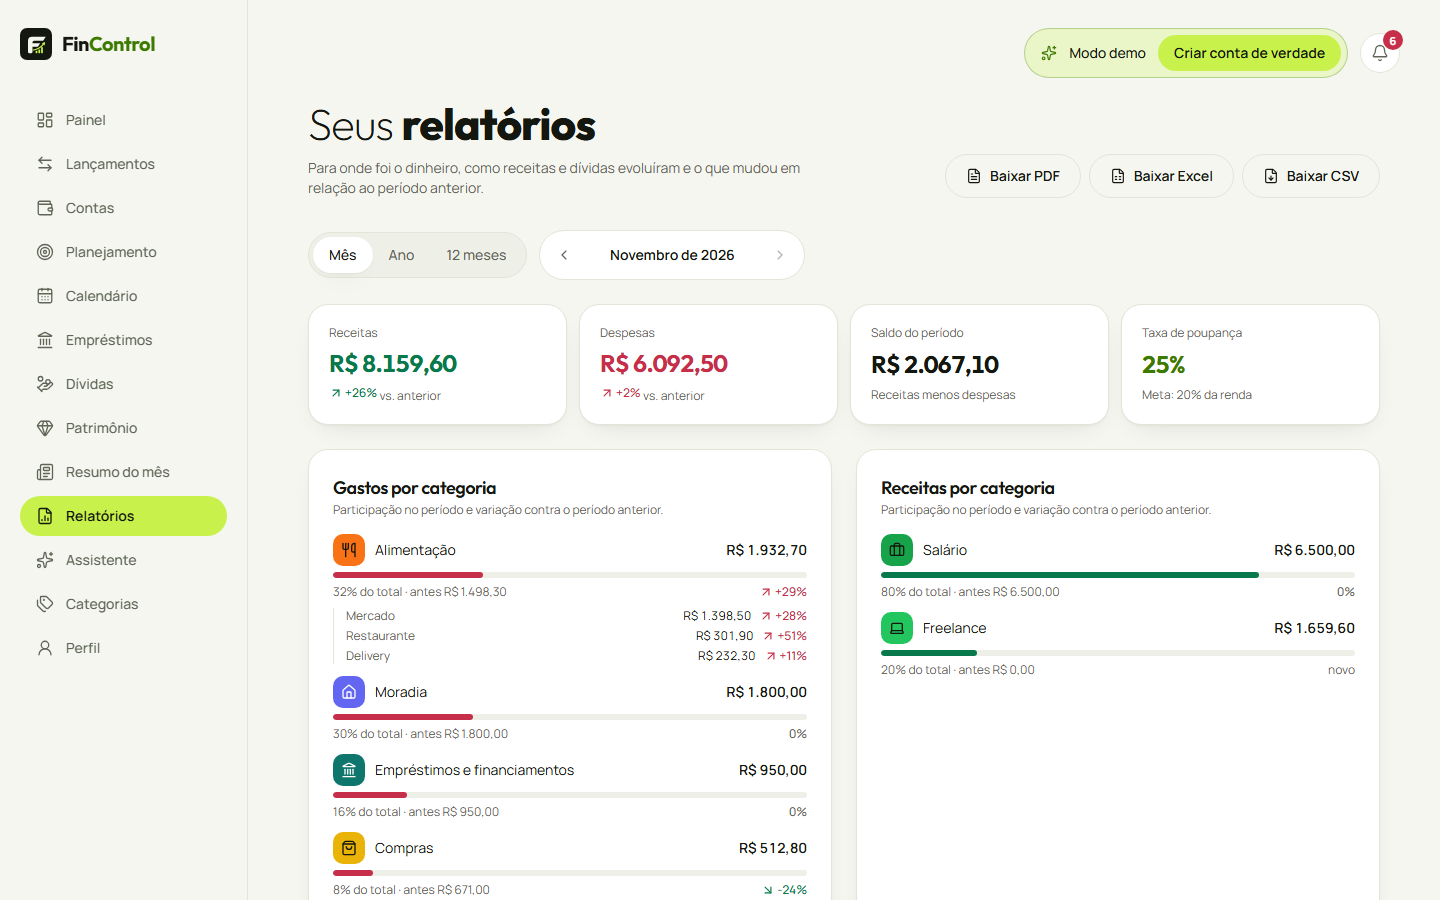 FinControl
Painel
Lançamentos
Contas
Planejamento
Calendário
Empréstimos
Dívidas
Patrimônio
Resumo do mês
Relatórios
Assistente
Categorias
Perfil
Modo demo
Criar conta de verdade
6
Seus relatórios
Para onde foi o dinheiro, como receitas e dívidas evoluíram e o que mudou em
relação ao período anterior.
Baixar PDF
Baixar Excel
Baixar CSV
Mês
Ano
12 meses
Novembro de 2026
Receitas
R$ 8.159,60
+26% vs. anterior
Despesas
R$ 6.092,50
+2% vs. anterior
Saldo do período
R$ 2.067,10
Receitas menos despesas
Taxa de poupança
25%
Meta: 20% da renda
Gastos por categoria
Participação no período e variação contra o período anterior.
Alimentação R$ 1.932,70
32% do total · antes R$ 1.498,30 +29%
Mercado R$ 1.398,50 +28%
Restaurante R$ 301,90 +51%
Delivery R$ 232,30 +11%
Moradia R$ 1.800,00
30% do total · antes R$ 1.800,00 0%
Empréstimos e financiamentos R$ 950,00
16% do total · antes R$ 950,00 0%
Compras R$ 512,80
8% do total · antes R$ 671,00 -24%
Receitas por categoria
Participação no período e variação contra o período anterior.
Salário R$ 6.500,00
80% do total · antes R$ 6.500,00 0%
Freelance R$ 1.659,60
20% do total · antes R$ 0,00 novo